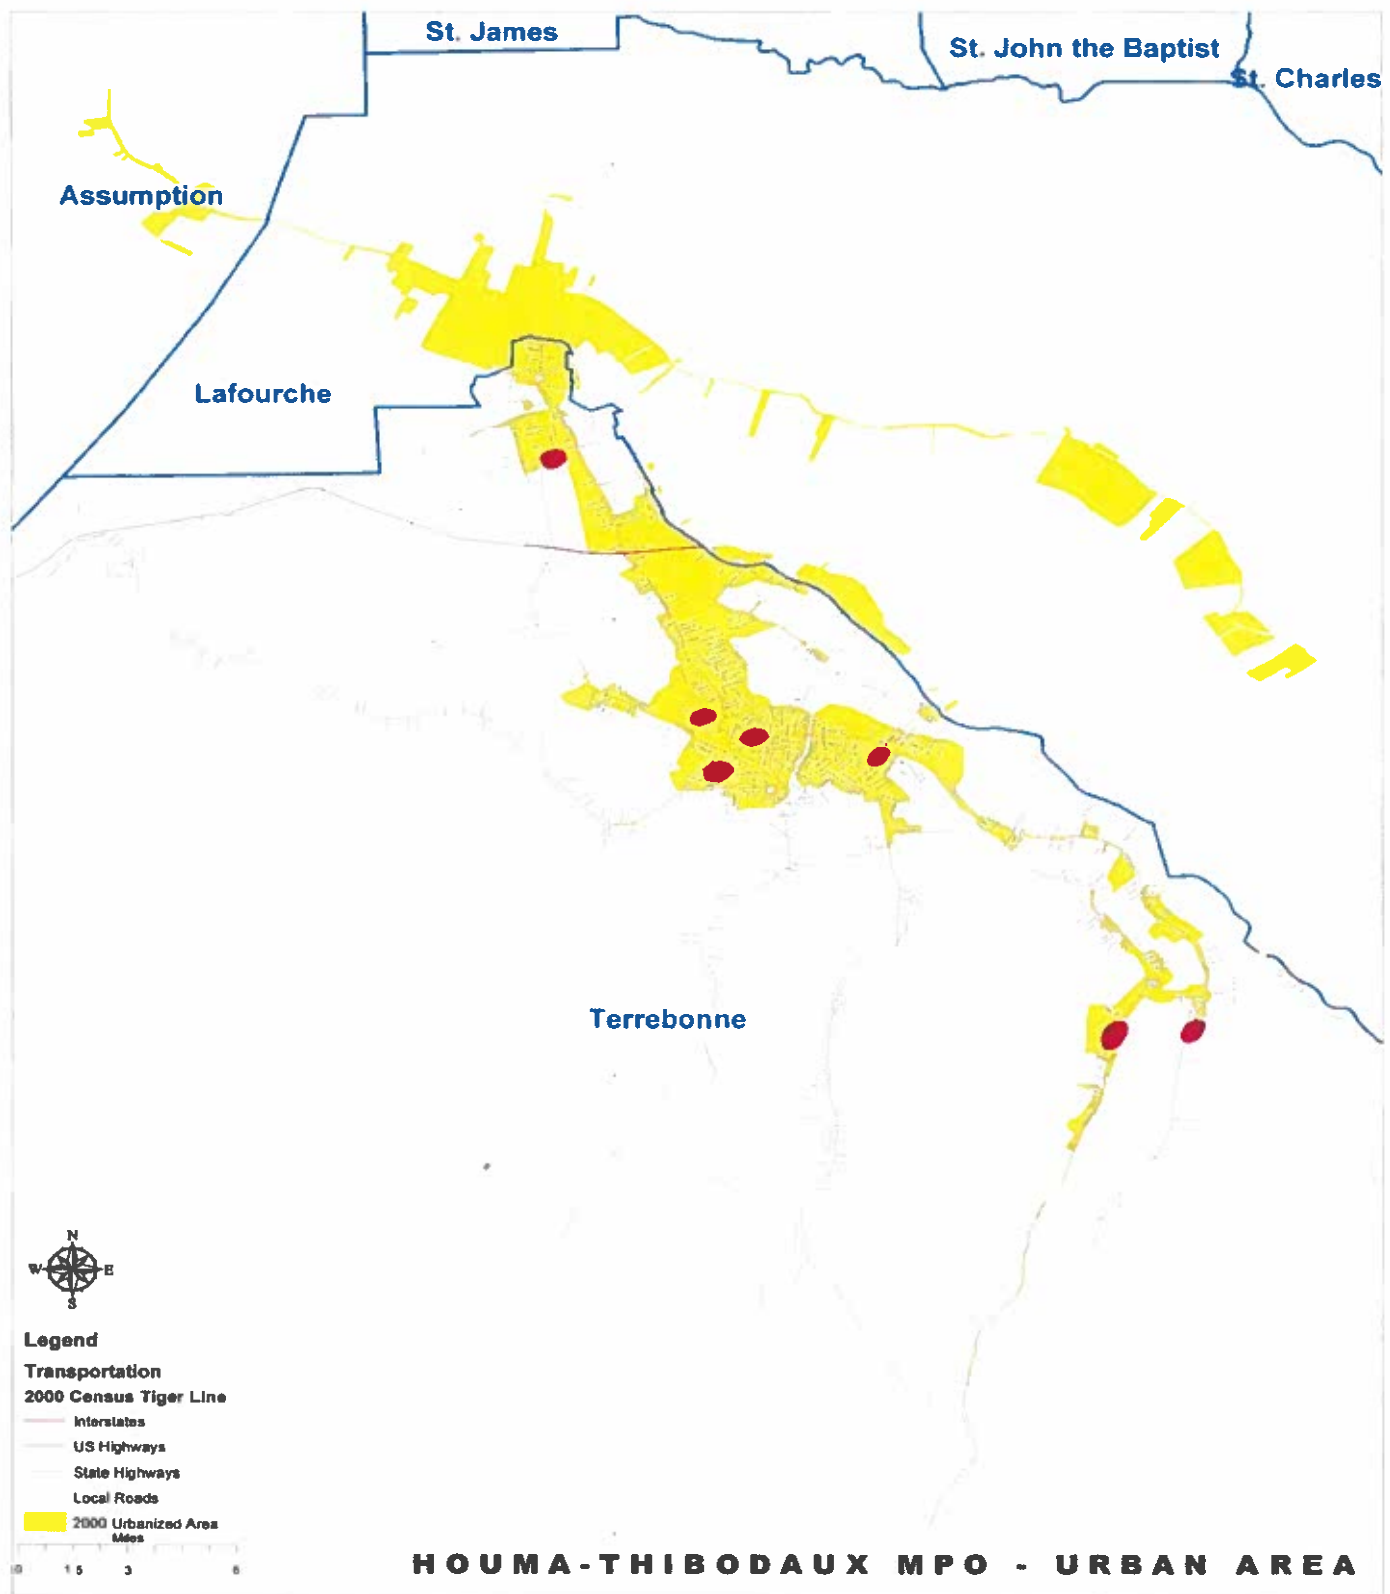 St. James
St. John the Baptist
St. Charles
Assumption
Lafourche
Terrebonne
N
W E
S
Legend
Transportation
2000 Census Tiger Line
Interstates
US Highways
State Highways
Local Roads
2000 Urbanized Area
Miles
0 1 5 3 6
HOUMA-THIBODAUX MPO - URBAN AREA